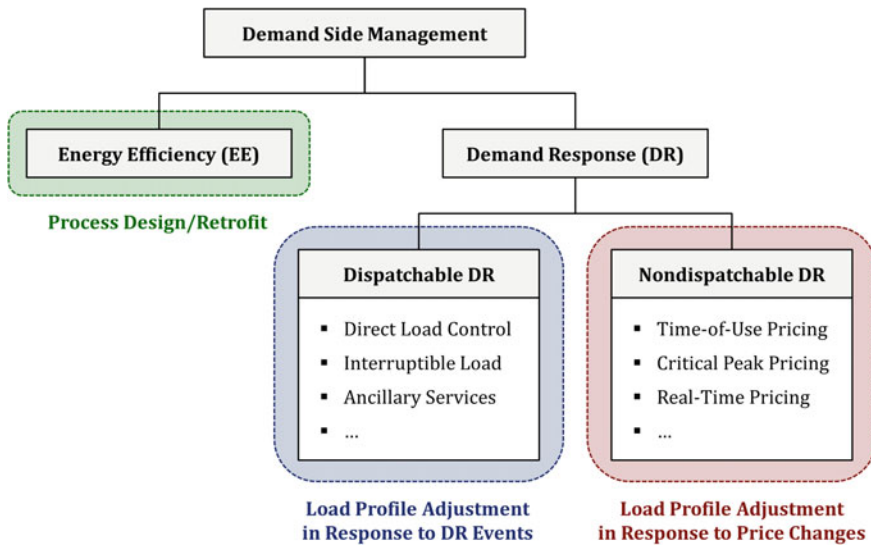 Demand Side Management
Energy Efficiency (EE)
Demand Response (DR)
Process Design/Retrofit
Dispatchable DR
▪ Direct Load Control
▪ Interruptible Load
▪ Ancillary Services
▪ ...
Nondispatchable DR
▪ Time-of-Use Pricing
▪ Critical Peak Pricing
▪ Real-Time Pricing
▪ ...
Load Profile Adjustment
in Response to DR Events
Load Profile Adjustment
in Response to Price Changes